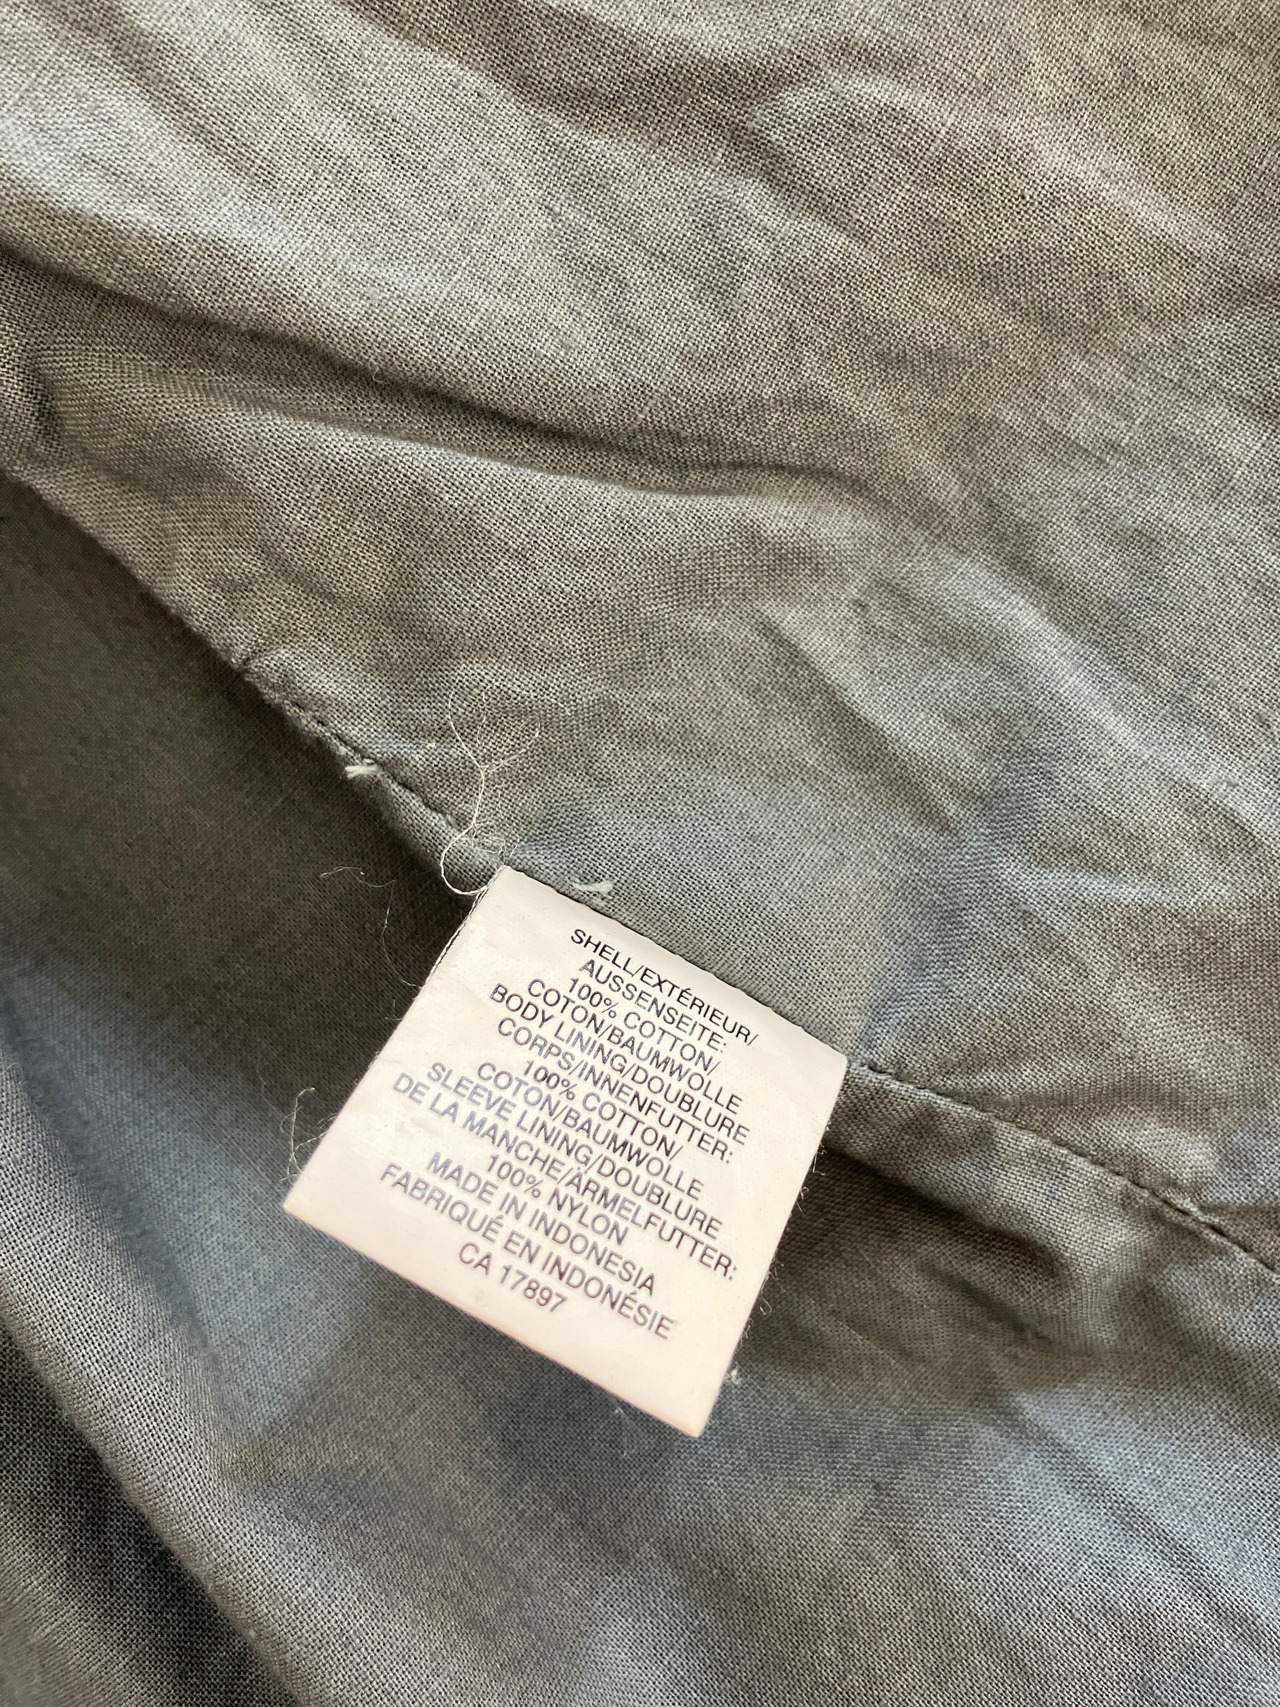 SHELL/EXTÉRIEUR/
AUSSENSEITE:
100% COTTON/
COTON/BAUMWOLLE
BODY LINING/DOUBLURE
CORPS/INNENFUTTER:
100% COTTON/
COTON/BAUMWOLLE
SLEEVE LINING/DOUBLURE
DE LA MANCHE/ARMELFUTTER:
100% NYLON
MADE IN INDONESIA
FABRIQUÉ EN INDONÉSIE
CA 17897